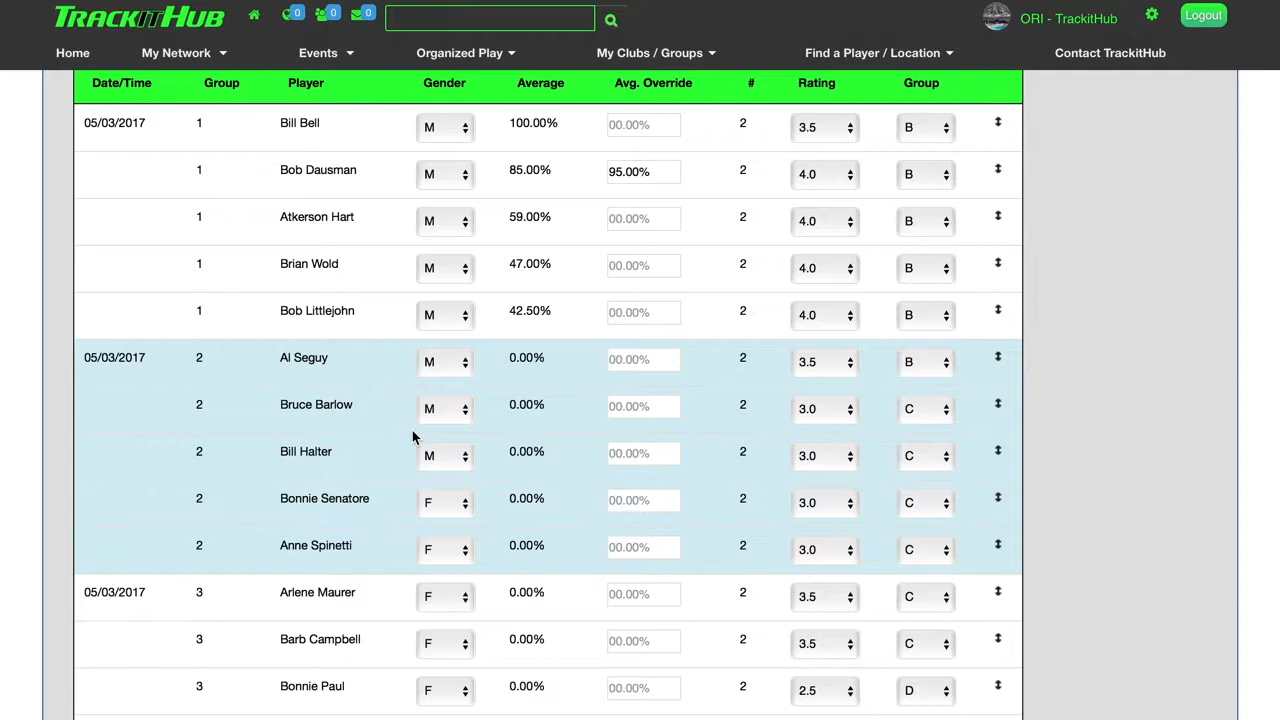 TRACKITHUB 0 0 0 ORI - TrackitHub Logout
Home My Network Events Organized Play My Clubs / Groups Find a Player / Location Contact TrackitHub
Date/Time Group Player Gender Average Avg. Override # Rating Group
05/03/2017 1 Bill Bell M 100.00% 00.00% 2 3.5 B
1 Bob Dausman M 85.00% 95.00% 2 4.0 B
1 Atkerson Hart M 59.00% 00.00% 2 4.0 B
1 Brian Wold M 47.00% 00.00% 2 4.0 B
1 Bob Littlejohn M 42.50% 00.00% 2 4.0 B
05/03/2017 2 Al Seguy M 0.00% 00.00% 2 3.5 B
2 Bruce Barlow M 0.00% 00.00% 2 3.0 C
2 Bill Halter M 0.00% 00.00% 2 3.0 C
2 Bonnie Senatore F 0.00% 00.00% 2 3.0 C
2 Anne Spinetti F 0.00% 00.00% 2 3.0 C
05/03/2017 3 Arlene Maurer F 0.00% 00.00% 2 3.5 C
3 Barb Campbell F 0.00% 00.00% 2 3.5 C
3 Bonnie Paul F 0.00% 00.00% 2 2.5 D